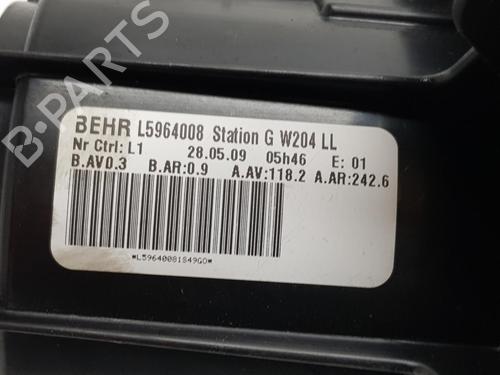 B-PARTS
BEHR L5964008 Station G W204 LL
Nr Ctrl: L1 28.05.09 05h46 E: 01
B.AV0.3 B.AR:0.9 A.AV:118.2 A.AR:242.6
*L59640081849GO*